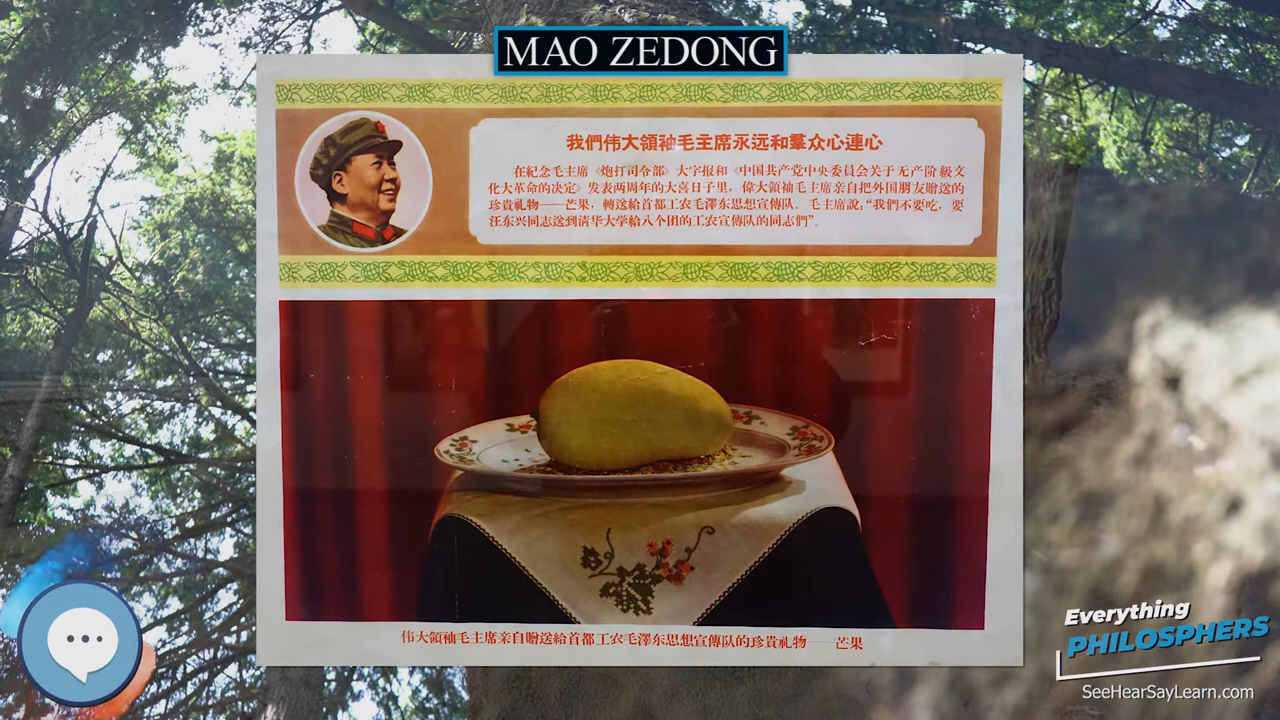 MAO ZEDONG
我們伟大領袖毛主席永远和羣众心連心
在紀念毛主席《炮打司令部》大字报和《中国共产党中央委員会关于无产阶級文
化大革命的决定》发表两周年的大喜日子里，偉大領袖毛主席亲自把外国朋友贈送的
珍貴礼物——芒果，轉送給首都工农毛澤东思想宣傳队。毛主席說：“我們不要吃，要
汪东兴同志送到清华大学給八个团的工农宣傳队的同志們”。
伟大領袖毛主席亲自贈送給首都工农毛澤东思想宣傳队的珍貴礼物——芒果
Everything
PHILOSPHERS
SeeHearSayLearn.com